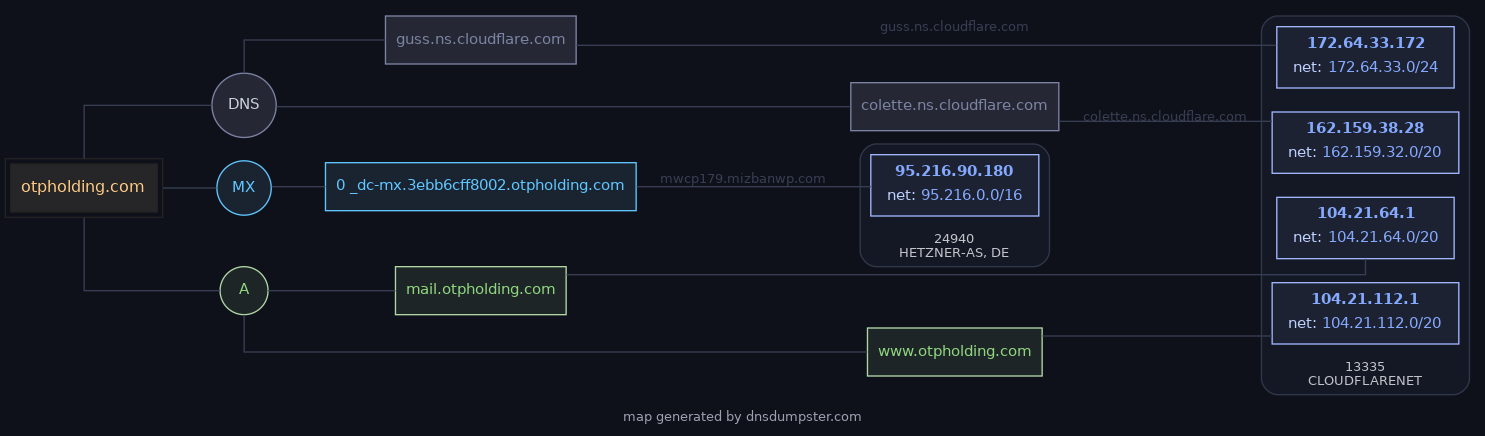 guss.ns.cloudflare.com
guss.ns.cloudflare.com
172.64.33.172
net: 172.64.33.0/24
DNS
colette.ns.cloudflare.com
colette.ns.cloudflare.com
162.159.38.28
net: 162.159.32.0/20
otpholding.com
MX
0 _dc-mx.3ebb6cff8002.otpholding.com
mwcp179.mizbanwp.com
95.216.90.180
net: 95.216.0.0/16
24940
HETZNER-AS, DE
104.21.64.1
net: 104.21.64.0/20
A
mail.otpholding.com
104.21.112.1
net: 104.21.112.0/20
www.otpholding.com
13335
CLOUDFLARENET
map generated by dnsdumpster.com